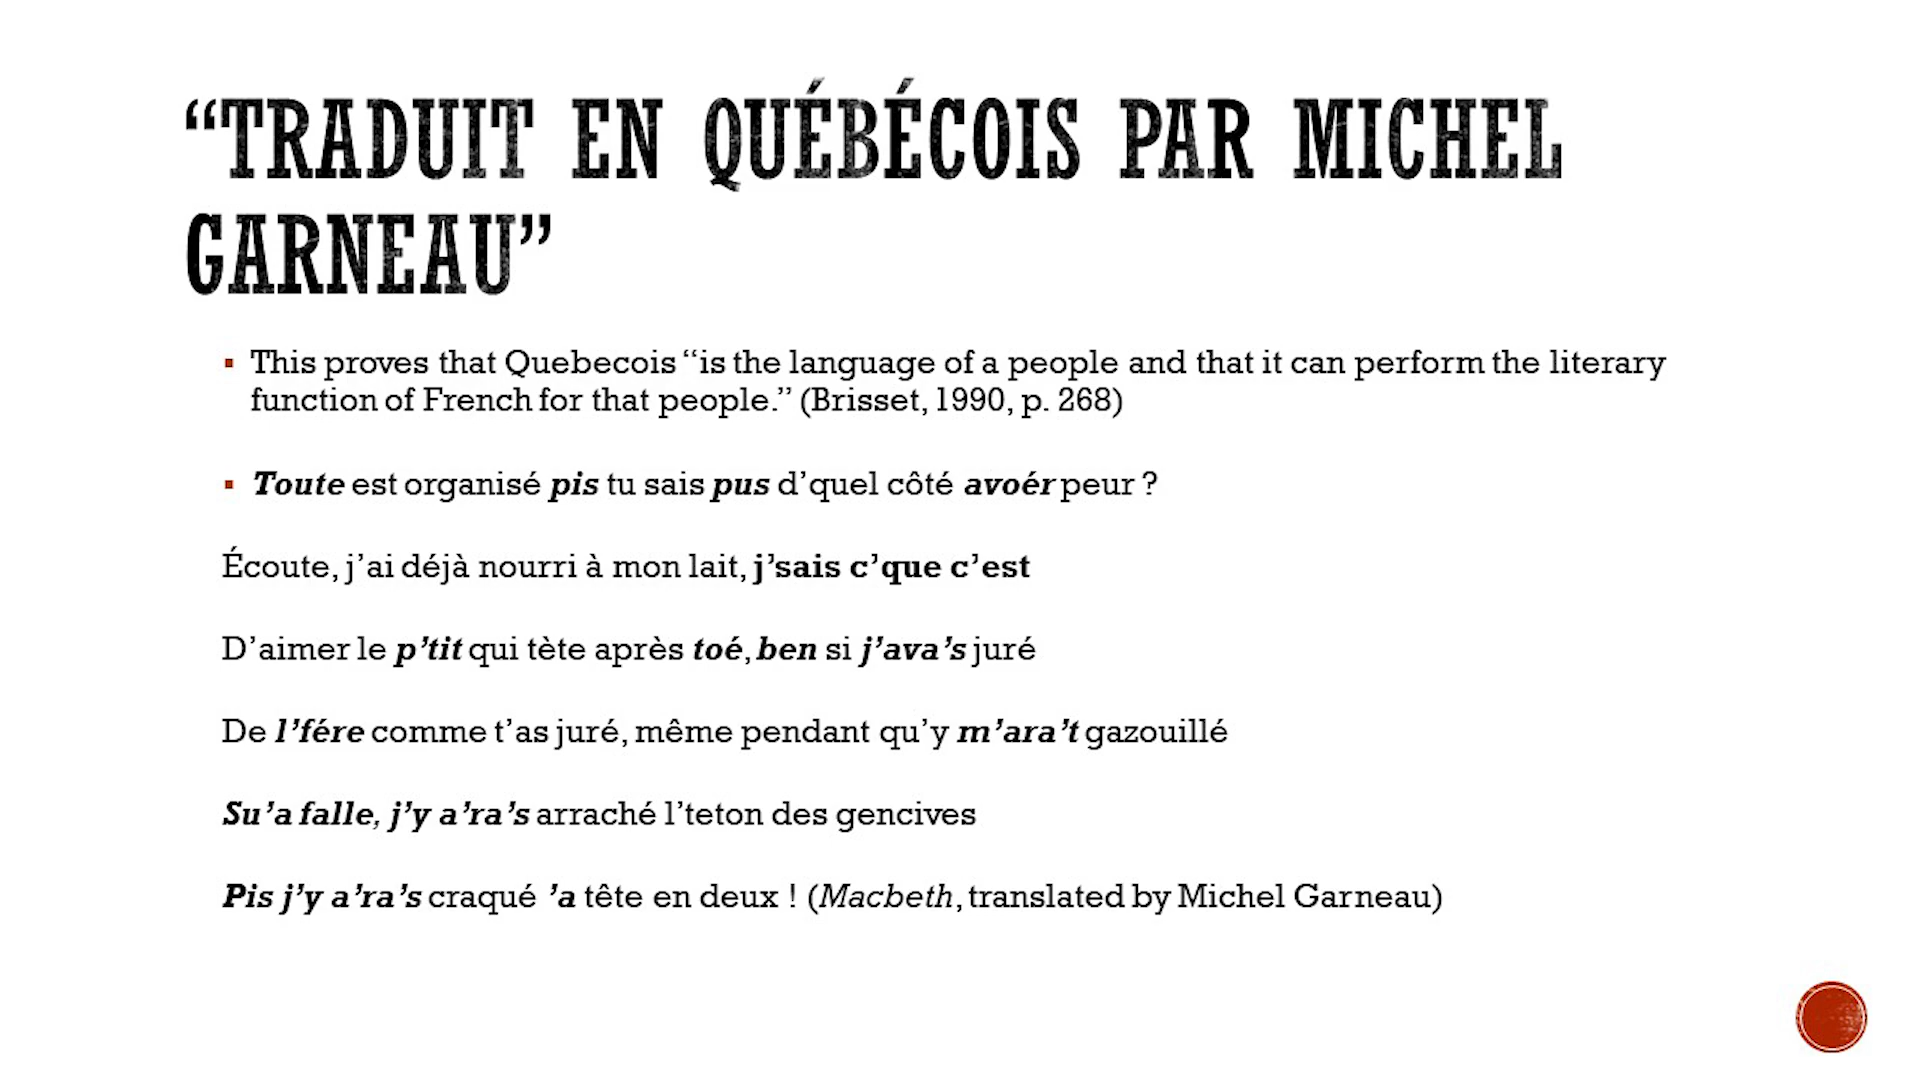 “TRADUIT EN QUÉBÉCOIS PAR MICHEL
GARNEAU”
▪ This proves that Quebecois “is the language of a people and that it can perform the literary
function of French for that people.” (Brisset, 1990, p. 268)
▪ Toute est organisé pis tu sais pus d’quel côté avoér peur ?
Écoute, j’ai déjà nourri à mon lait, j’sais c’que c’est
D’aimer le p’tit qui tète après toé, ben si j’ava’s juré
De l’fére comme t’as juré, même pendant qu’y m’ara’t gazouillé
Su’a falle, j’y a’ra’s arraché l’teton des gencives
Pis j’y a’ra’s craqué ’a tête en deux ! (Macbeth, translated by Michel Garneau)